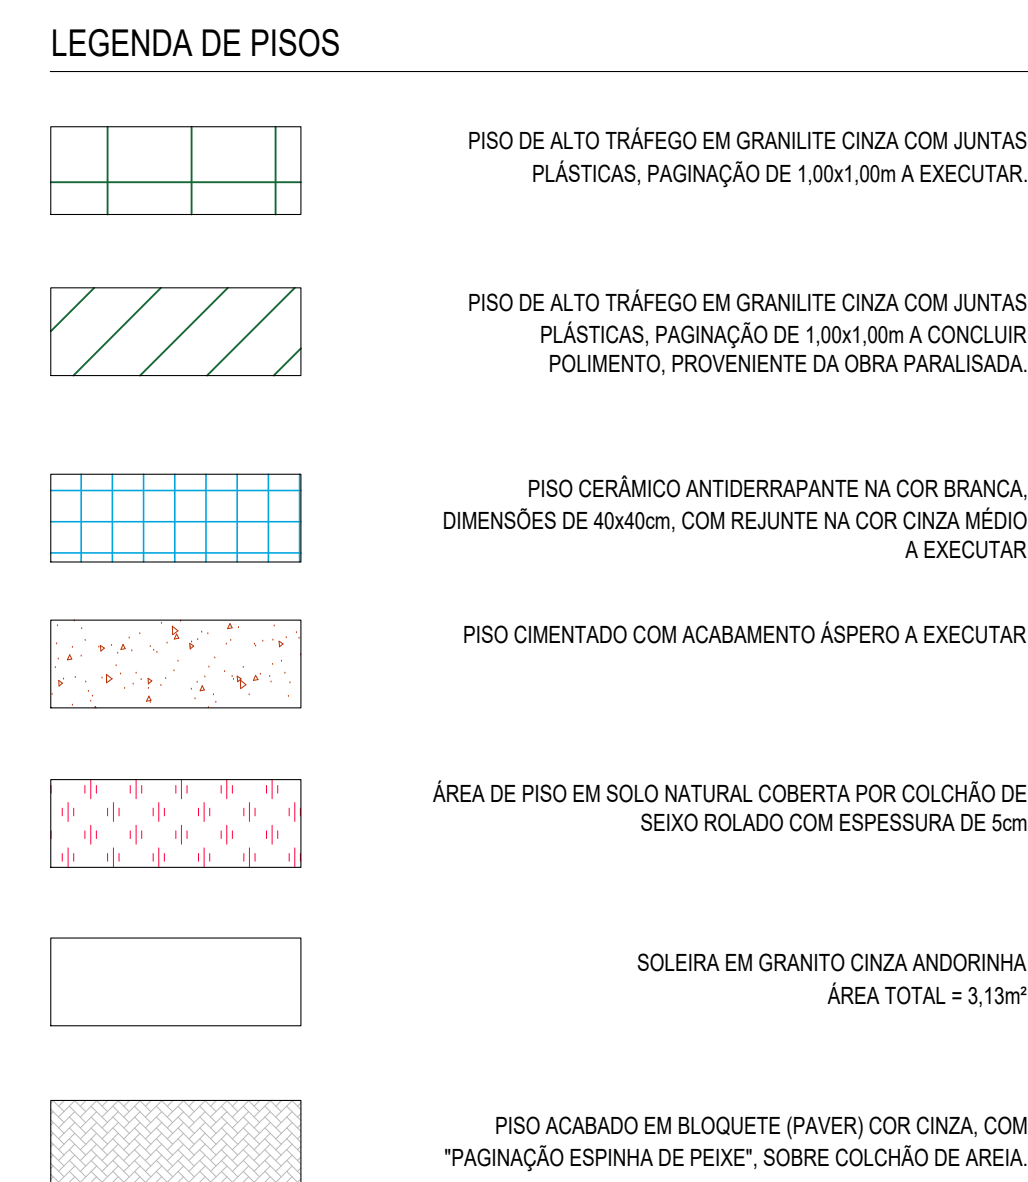 LEGENDA DE PISOS
PISO DE ALTO TRÁFEGO EM GRANILITE CINZA COM JUNTAS
PLÁSTICAS, PAGINAÇÃO DE 1,00x1,00m A EXECUTAR.
PISO DE ALTO TRÁFEGO EM GRANILITE CINZA COM JUNTAS
PLÁSTICAS, PAGINAÇÃO DE 1,00x1,00m A CONCLUIR
POLIMENTO, PROVENIENTE DA OBRA PARALISADA.
PISO CERÂMICO ANTIDERRAPANTE NA COR BRANCA,
DIMENSÕES DE 40x40cm, COM REJUNTE NA COR CINZA MÉDIO
A EXECUTAR
PISO CIMENTADO COM ACABAMENTO ÁSPERO A EXECUTAR
ÁREA DE PISO EM SOLO NATURAL COBERTA POR COLCHÃO DE
SEIXO ROLADO COM ESPESSURA DE 5cm
SOLEIRA EM GRANITO CINZA ANDORINHA
ÁREA TOTAL = 3,13m²
PISO ACABADO EM BLOQUETE (PAVER) COR CINZA, COM
"PAGINAÇÃO ESPINHA DE PEIXE", SOBRE COLCHÃO DE AREIA.